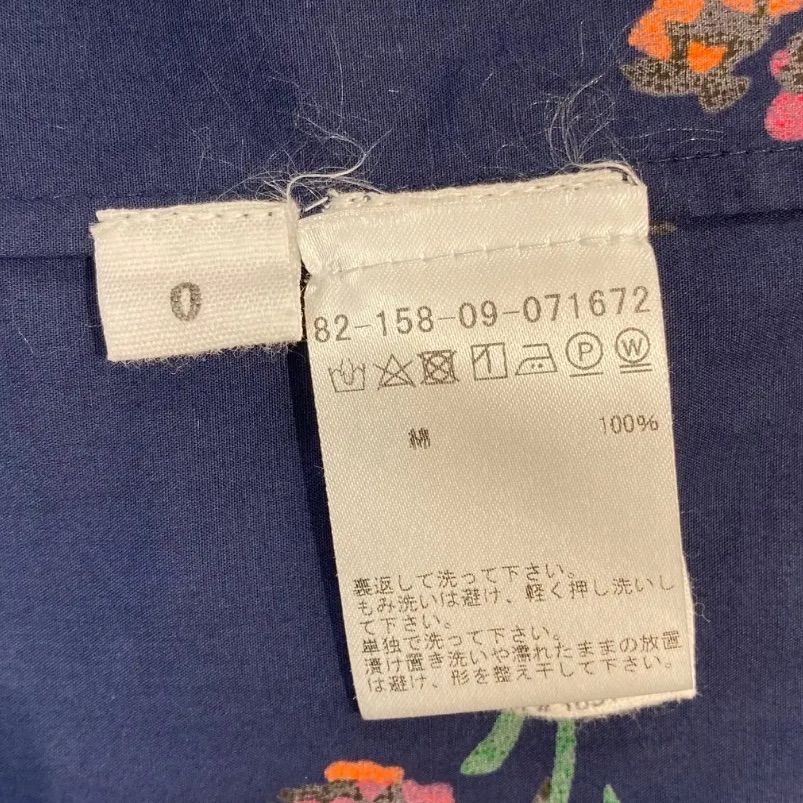 0
82-158-09-071672
P W
綿 100%
裏返して洗って下さい。
もみ洗いは避け、軽く押し洗いし
て下さい。
単独で洗って下さい。
漬け置き洗いや濡れたままの放置
は避け、形を整え干して下さい。